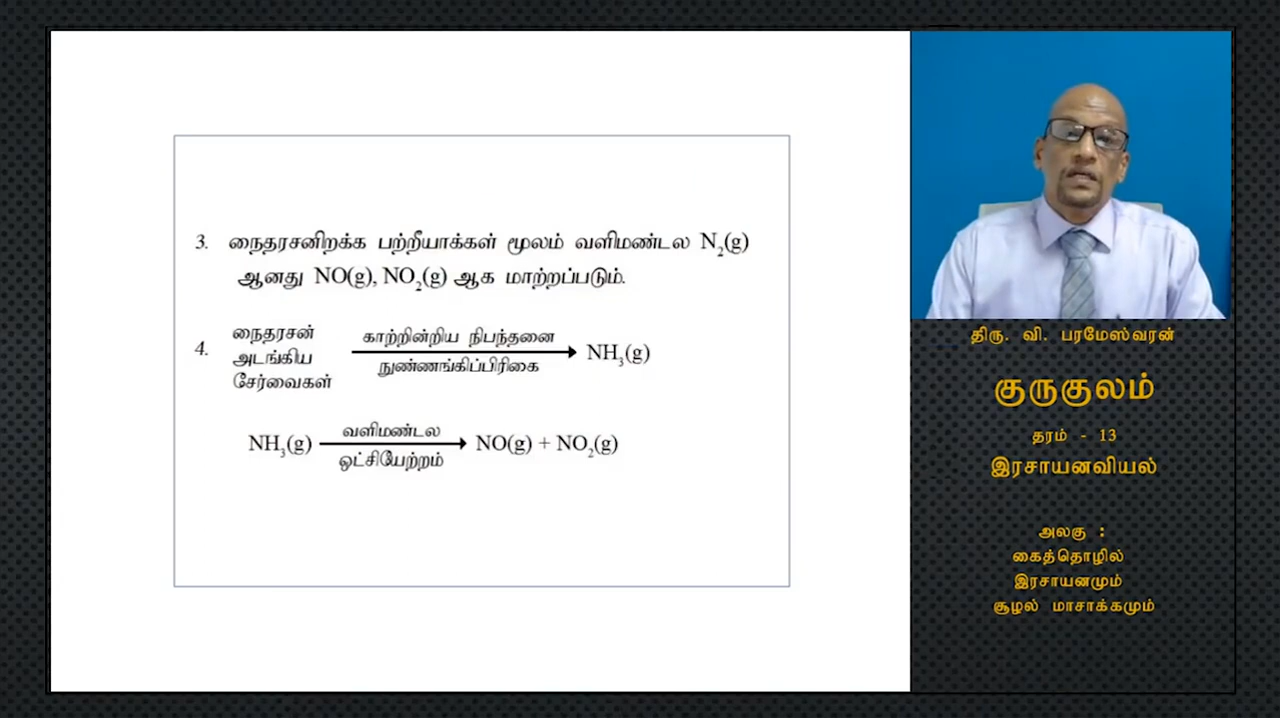 3. நைதரசனிறக்க பற்றீயாக்கள் மூலம் வளிமண்டல N₂(g)
ஆனது NO(g), NO₂(g) ஆக மாற்றப்படும்.
4. நைதரசன்
அடங்கிய
சேர்வைகள்
காற்றின்றிய நிபந்தனை
நுண்ணங்கிப்பிரிகை
NH₃(g)
NH₃(g)
வளிமண்டல
ஒட்சியேற்றம்
NO(g) + NO₂(g)
திரு. வி. பரமேஸ்வரன்
குருகுலம்
தரம் - 13
இரசாயனவியல்
அலகு :
கைத்தொழில்
இரசாயனமும்
சூழல் மாசாக்கமும்